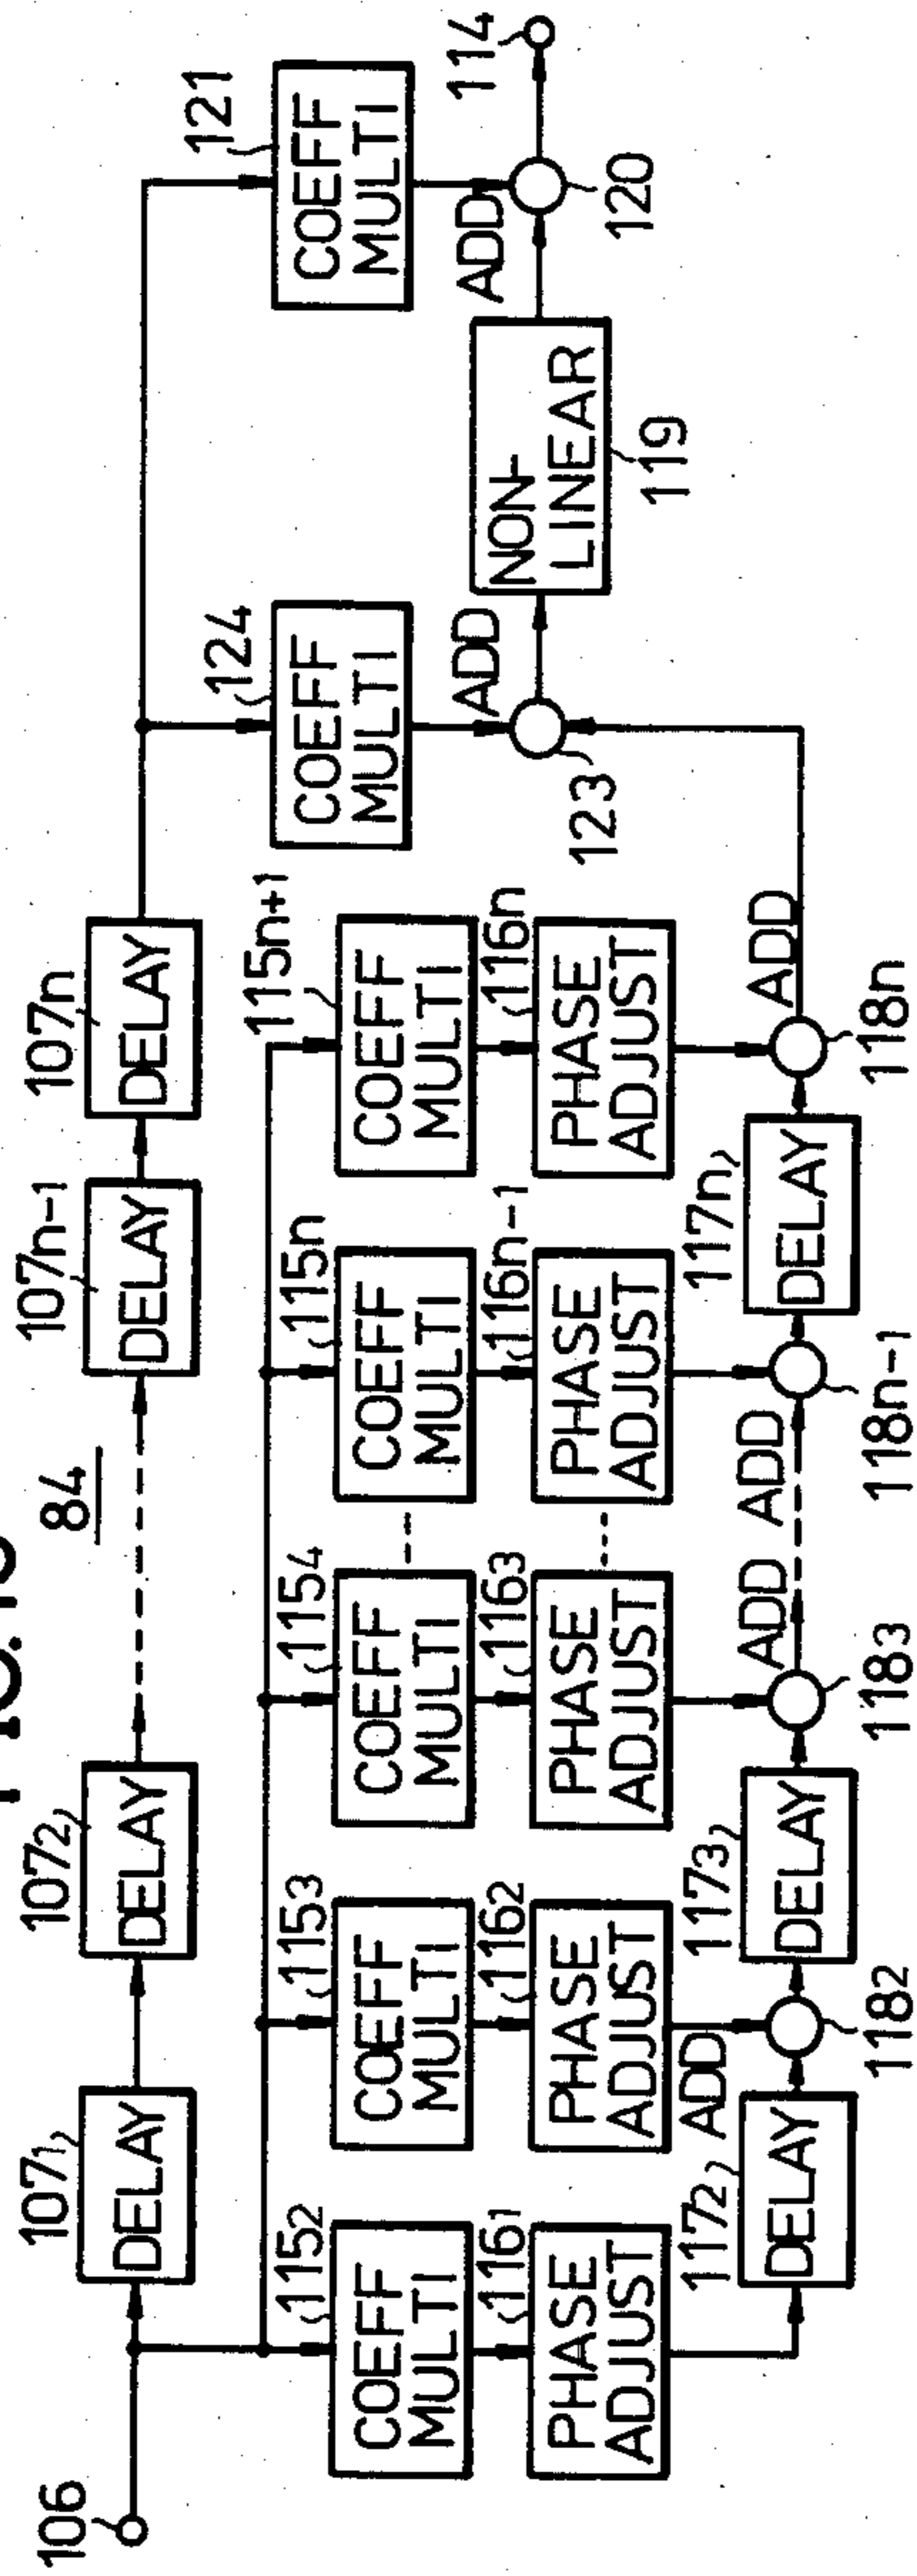 84
106
107₁
107₂
107n-1
107n
DELAY
DELAY
DELAY
DELAY
115₂
115₃
115₄
115n
115n+1
124
121
COEFF MULTI
COEFF MULTI
COEFF MULTI
COEFF MULTI
COEFF MULTI
COEFF MULTI
COEFF MULTI
116₁
116₂
116₃
116n-1
116n
PHASE ADJUST
PHASE ADJUST
PHASE ADJUST
PHASE ADJUST
PHASE ADJUST
ADD
ADD
114
123
NON-LINEAR
119
120
117₂
117₃
117n
ADD
ADD
ADD
ADD
DELAY
DELAY
DELAY
118₂
118₃
118n-1
118n